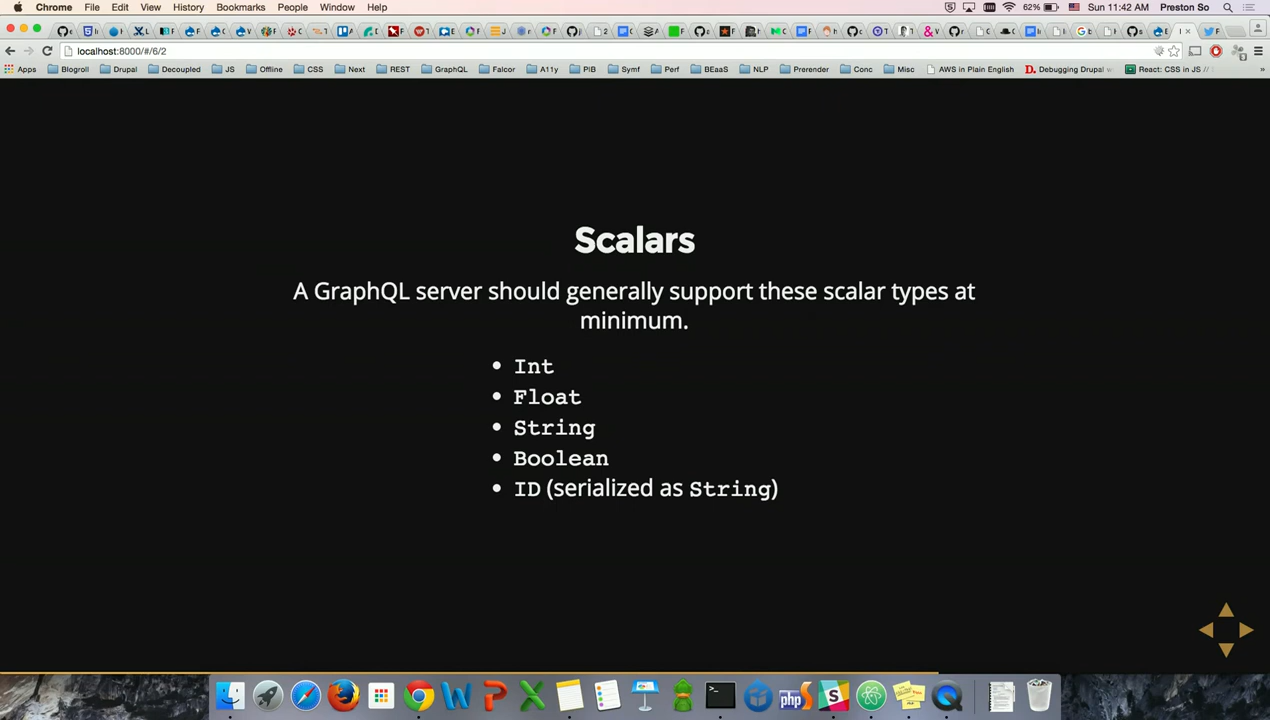 Chrome File Edit View History Bookmarks People Window Help 62% Sun 11:42 AM Preston So
localhost:8000/#/6/2
Apps Blogroll Drupal Decoupled JS Offline CSS Next REST GraphQL Falcor A11y PIB Symf Perf BEaaS NLP Prerender Conc Misc AWS in Plain English Debugging Drupal w React: CSS in JS //
Scalars
A GraphQL server should generally support these scalar types at
minimum.
• Int
• Float
• String
• Boolean
• ID (serialized as String)